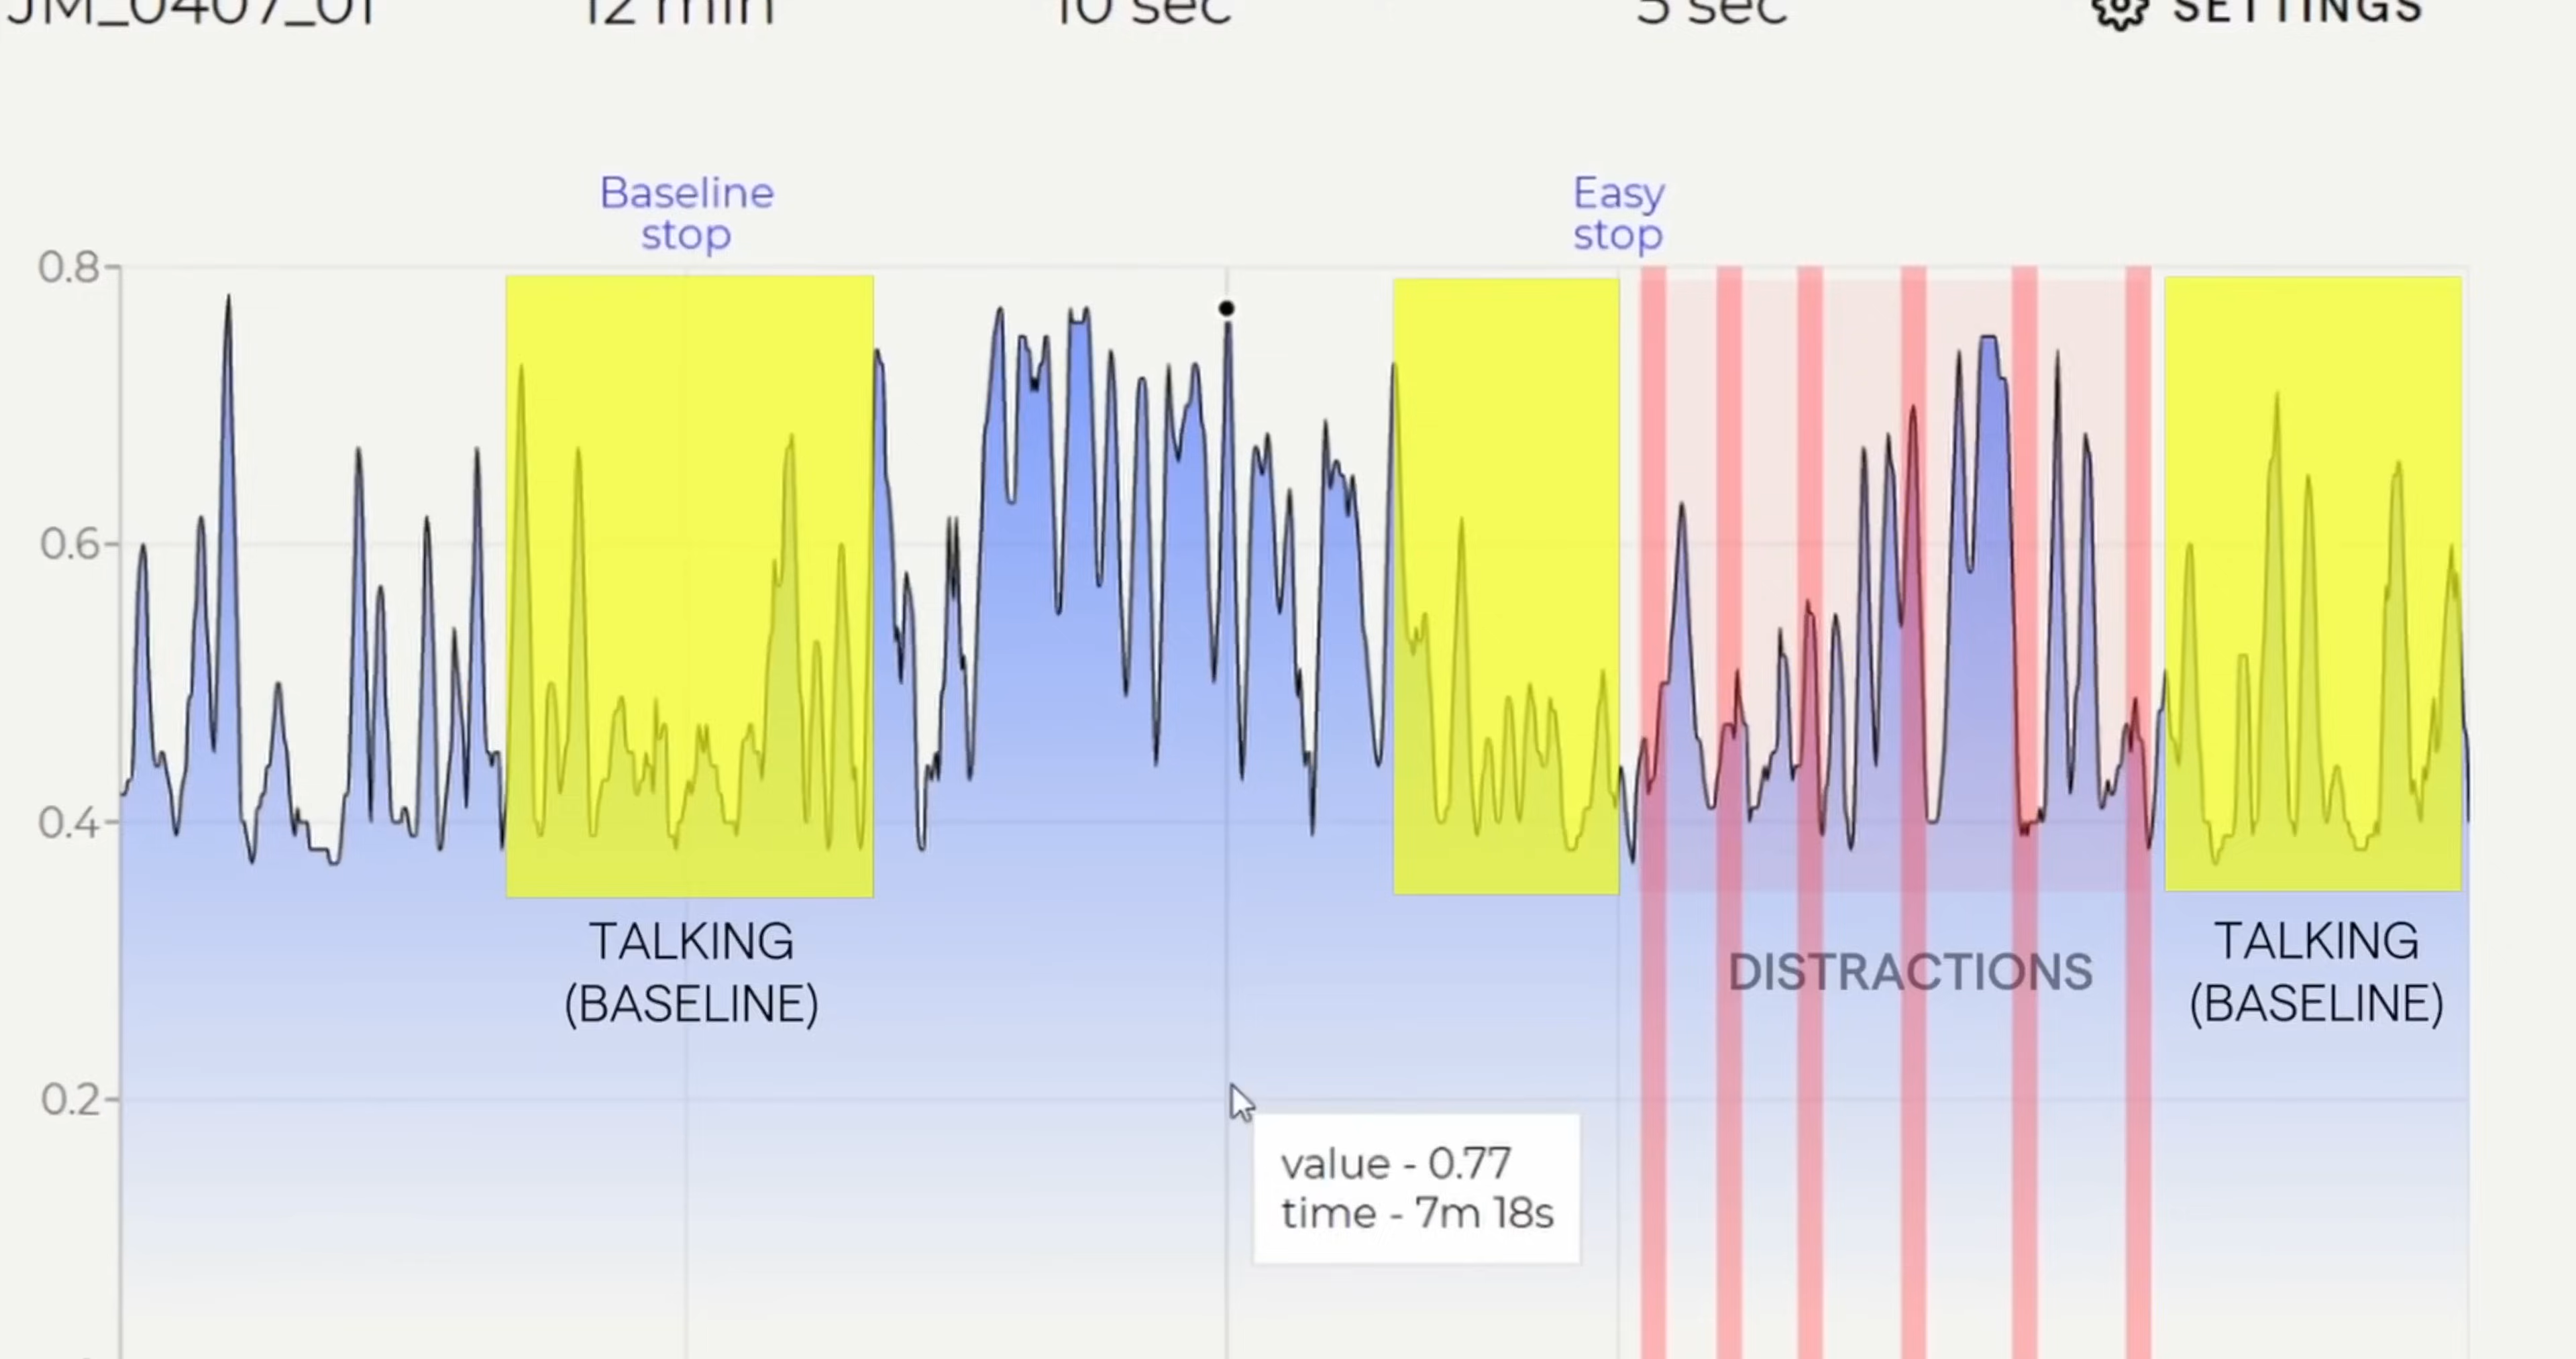 JM_0407_01 12 min 10 sec 5 sec SETTINGS
Baseline
stop
Easy
stop
0.8
0.6
0.4
0.2
TALKING
(BASELINE)
DISTRACTIONS
TALKING
(BASELINE)
value - 0.77
time - 7m 18s